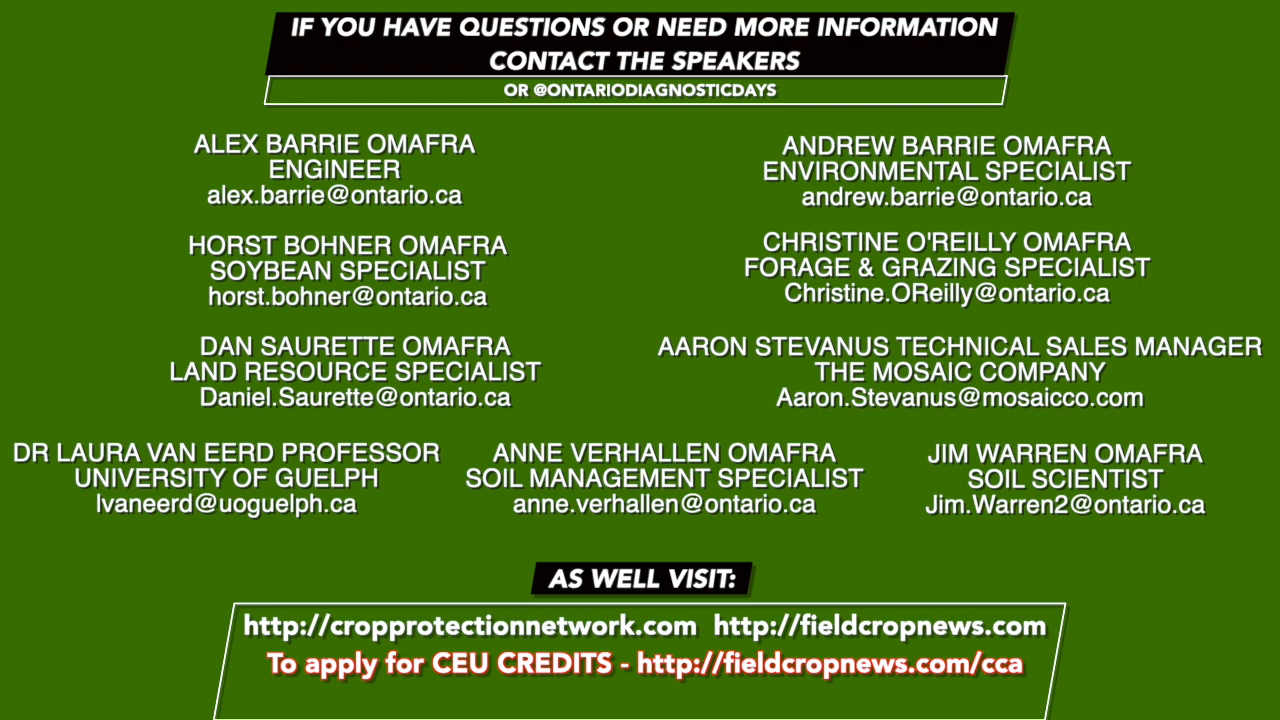 IF YOU HAVE QUESTIONS OR NEED MORE INFORMATION
CONTACT THE SPEAKERS
OR @ONTARIODIAGNOSTICDAYS
ALEX BARRIE OMAFRA
ENGINEER
alex.barrie@ontario.ca
ANDREW BARRIE OMAFRA
ENVIRONMENTAL SPECIALIST
andrew.barrie@ontario.ca
HORST BOHNER OMAFRA
SOYBEAN SPECIALIST
horst.bohner@ontario.ca
CHRISTINE O'REILLY OMAFRA
FORAGE & GRAZING SPECIALIST
Christine.OReilly@ontario.ca
DAN SAURETTE OMAFRA
LAND RESOURCE SPECIALIST
Daniel.Saurette@ontario.ca
AARON STEVANUS TECHNICAL SALES MANAGER
THE MOSAIC COMPANY
Aaron.Stevanus@mosaicco.com
DR LAURA VAN EERD PROFESSOR
UNIVERSITY OF GUELPH
lvaneerd@uoguelph.ca
ANNE VERHALLEN OMAFRA
SOIL MANAGEMENT SPECIALIST
anne.verhallen@ontario.ca
JIM WARREN OMAFRA
SOIL SCIENTIST
Jim.Warren2@ontario.ca
AS WELL VISIT:
http://cropprotectionnetwork.com http://fieldcropnews.com
To apply for CEU CREDITS - http://fieldcropnews.com/cca